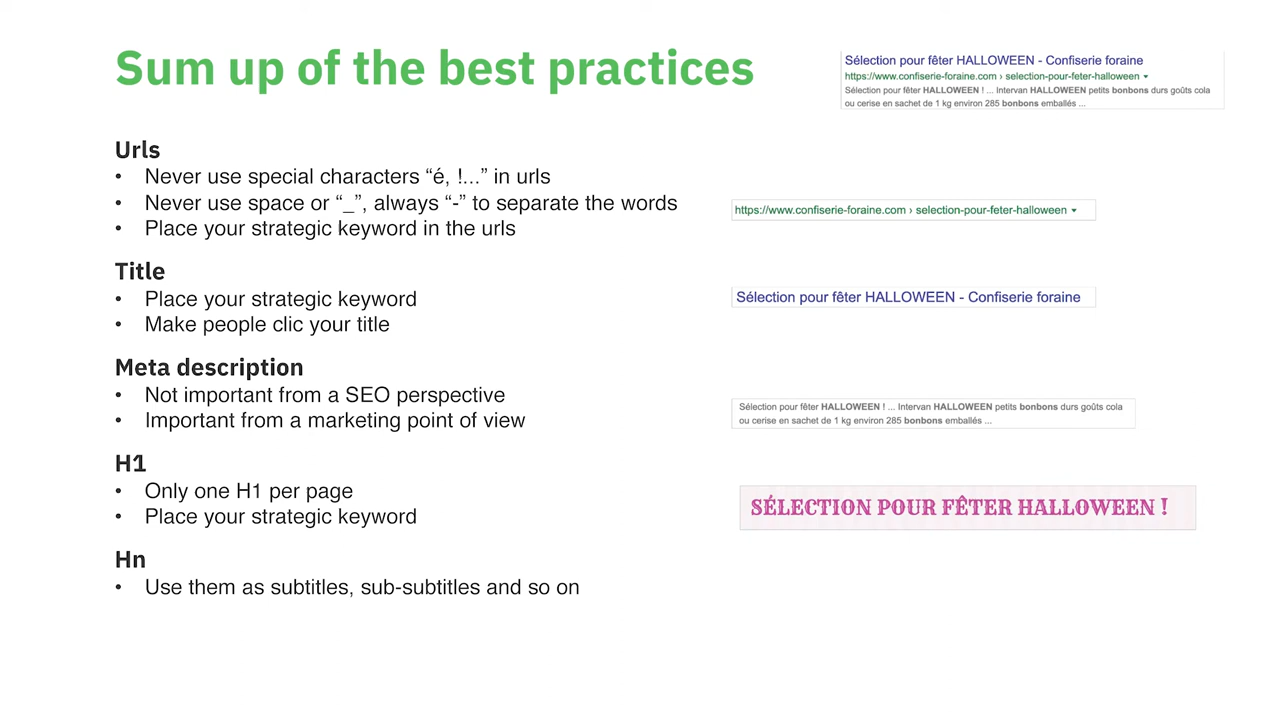 Sum up of the best practices
Sélection pour fêter HALLOWEEN - Confiserie foraine
https://www.confiserie-foraine.com › selection-pour-feter-halloween ▾
Sélection pour fêter HALLOWEEN ! ... Intervan HALLOWEEN petits bonbons durs goûts cola
ou cerise en sachet de 1 kg environ 285 bonbons emballés ...
Urls
• Never use special characters “é, !...” in urls
• Never use space or “_”, always “-” to separate the words
• Place your strategic keyword in the urls
https://www.confiserie-foraine.com › selection-pour-feter-halloween ▾
Title
• Place your strategic keyword
• Make people clic your title
Sélection pour fêter HALLOWEEN - Confiserie foraine
Meta description
• Not important from a SEO perspective
• Important from a marketing point of view
Sélection pour fêter HALLOWEEN ! ... Intervan HALLOWEEN petits bonbons durs goûts cola
ou cerise en sachet de 1 kg environ 285 bonbons emballés ...
H1
• Only one H1 per page
• Place your strategic keyword
SÉLECTION POUR FÊTER HALLOWEEN !
Hn
• Use them as subtitles, sub-subtitles and so on